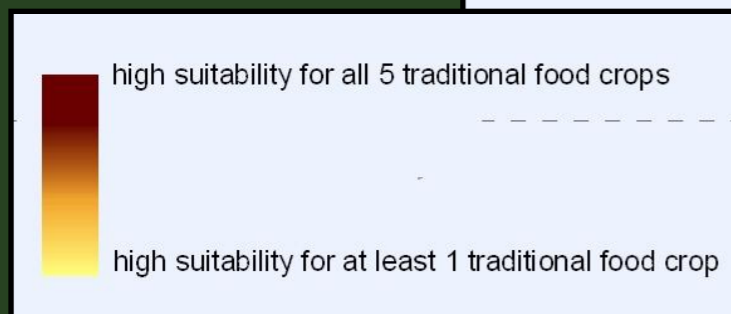 high suitability for all 5 traditional food crops
high suitability for at least 1 traditional food crop